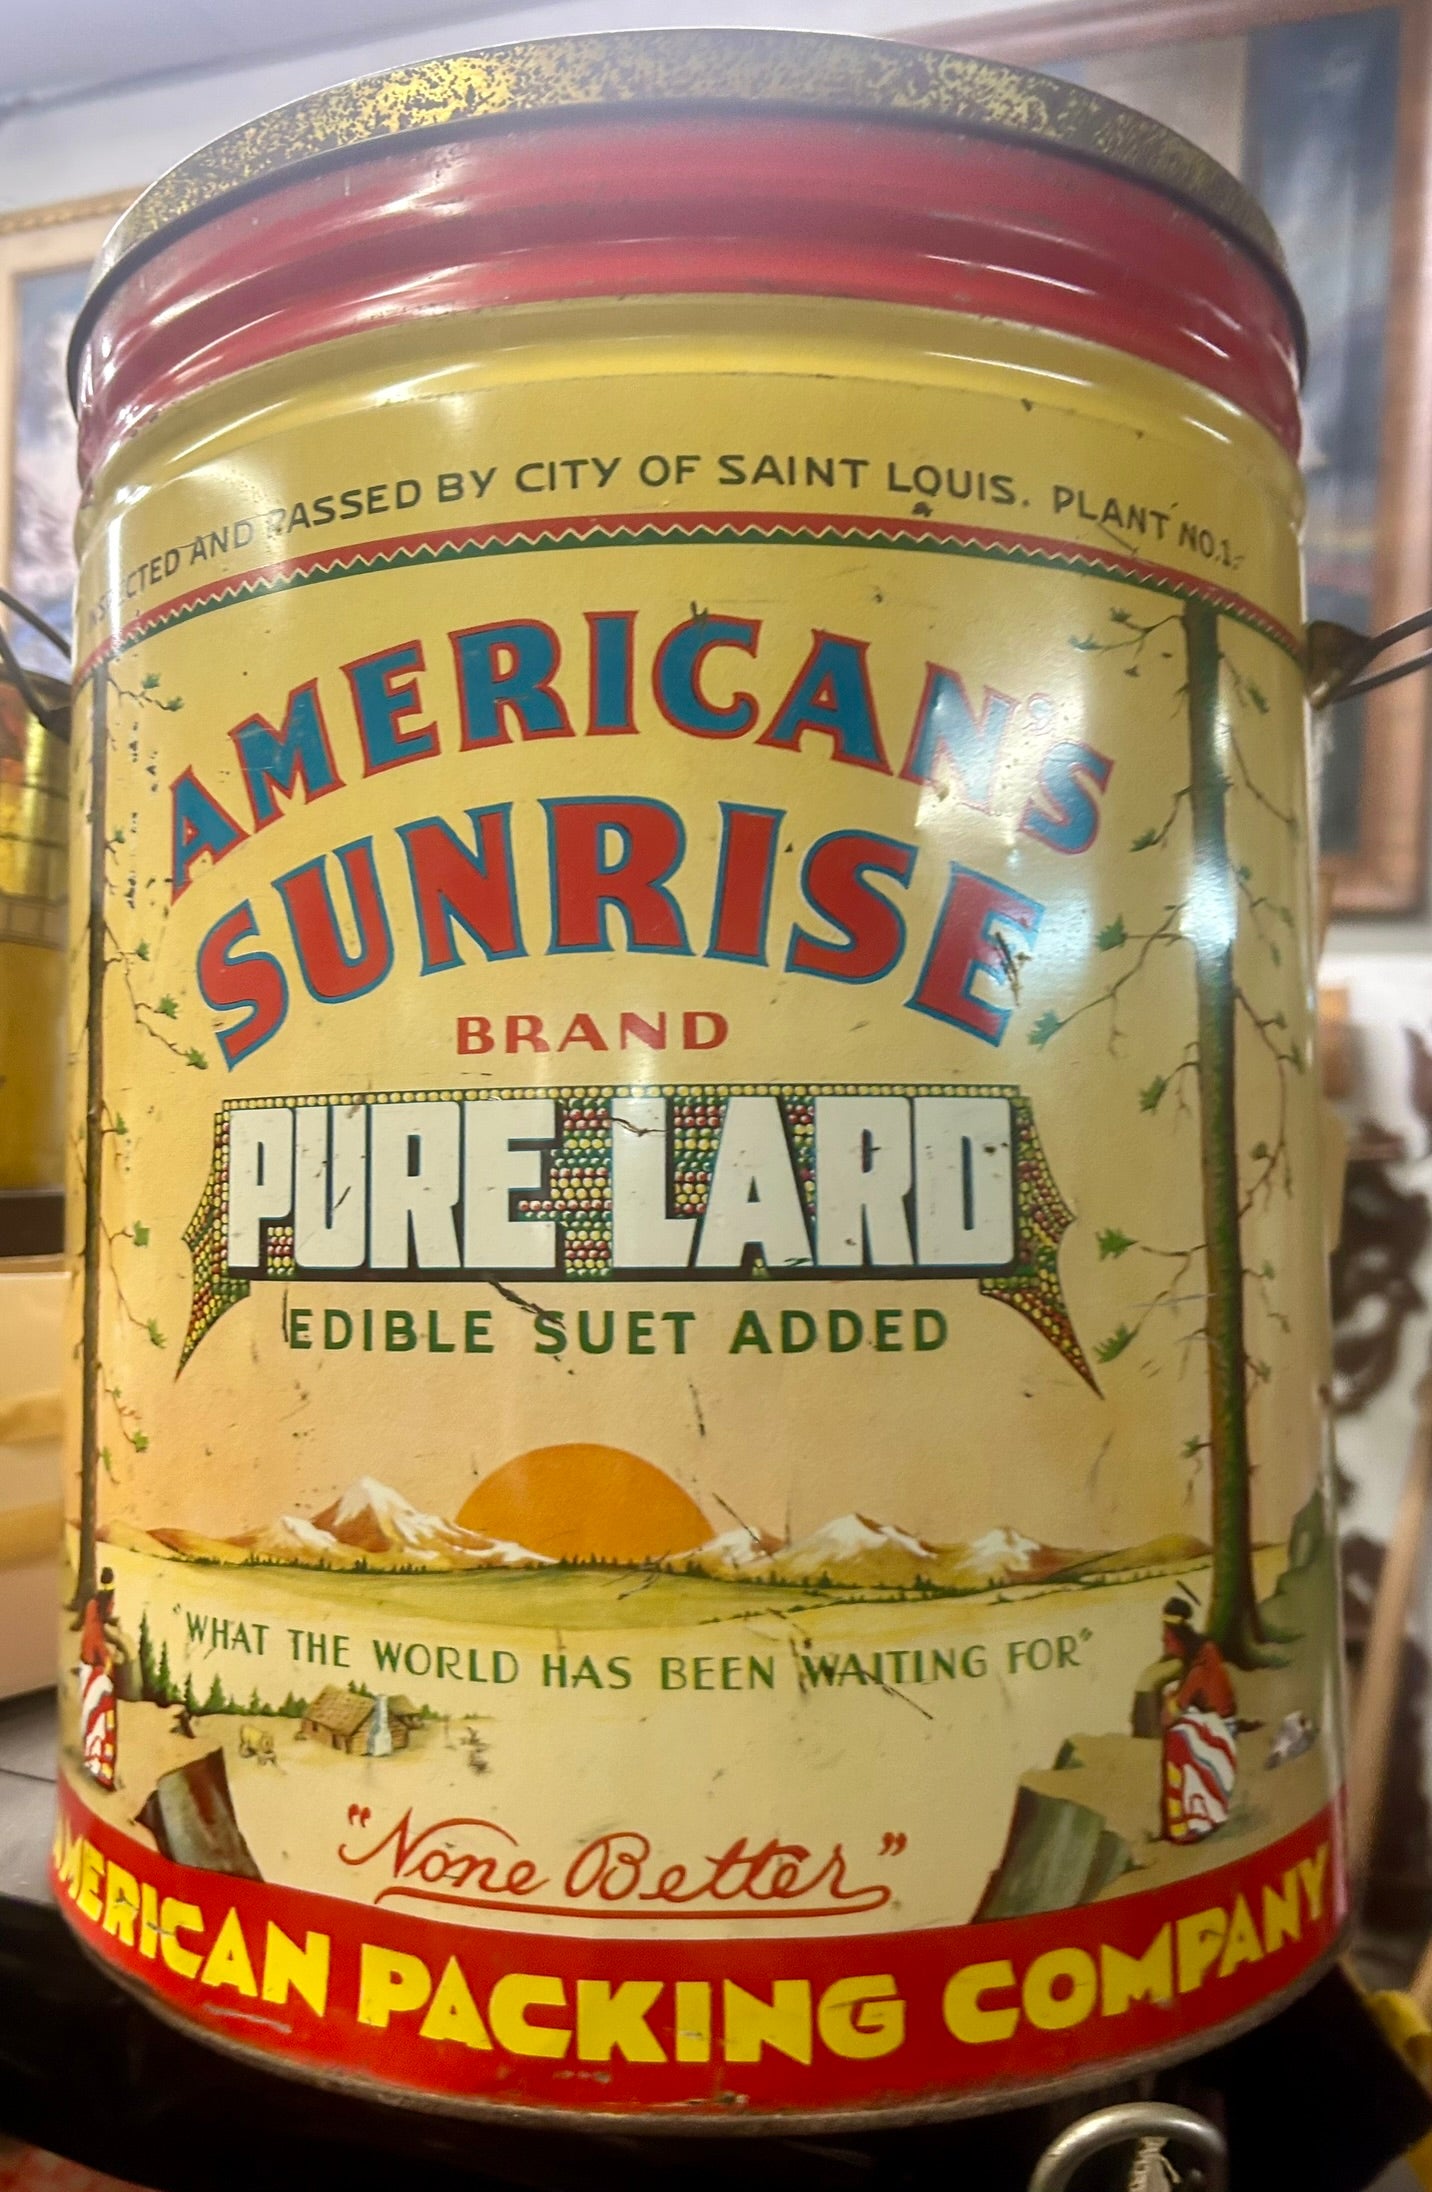 INSPECTED AND PASSED BY CITY OF SAINT LOUIS. PLANT NO.1.
AMERICAN'S
SUNRISE
BRAND
PURE LARD
EDIBLE SUET ADDED
"WHAT THE WORLD HAS BEEN WAITING FOR"
"None Better"
AMERICAN PACKING COMPANY